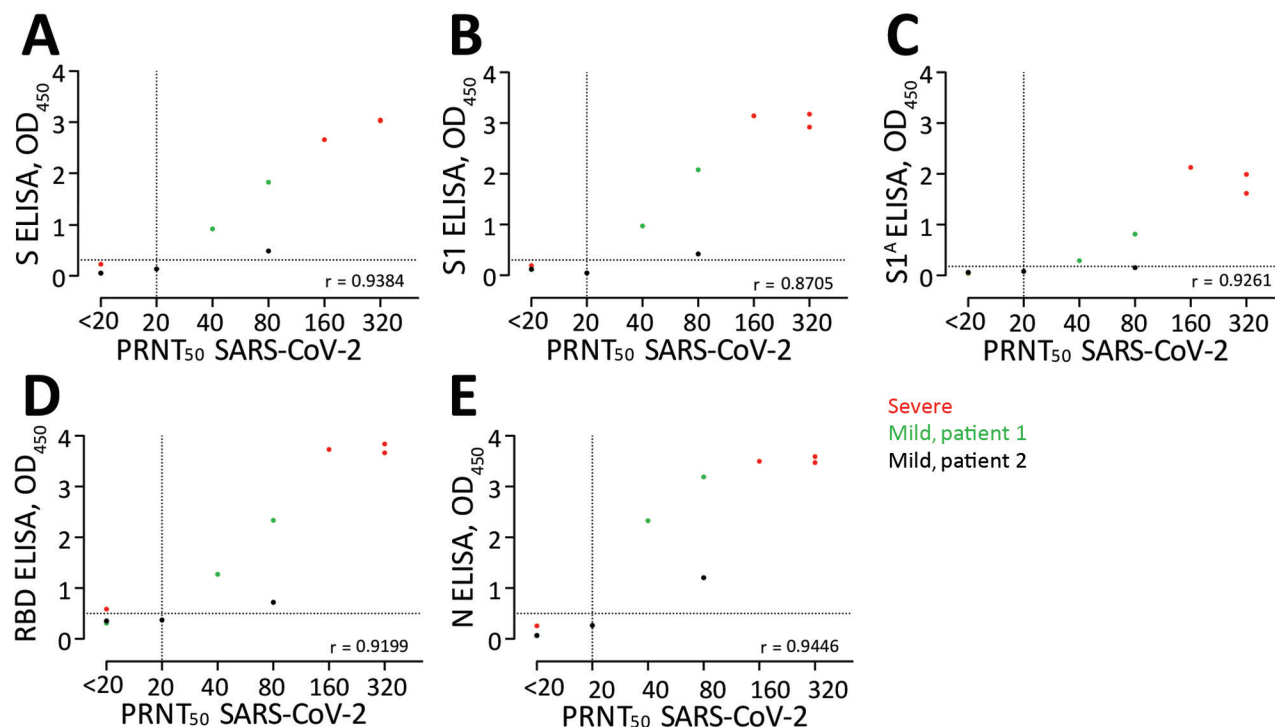 A
S ELISA, OD450
4
3
2
1
0
r = 0.9384
<20 20 40 80 160 320
PRNT50 SARS-CoV-2
B
S1 ELISA, OD450
4
3
2
1
0
r = 0.8705
<20 20 40 80 160 320
PRNT50 SARS-CoV-2
C
S1A ELISA, OD450
4
3
2
1
0
r = 0.9261
<20 20 40 80 160 320
PRNT50 SARS-CoV-2
D
RBD ELISA, OD450
4
3
2
1
0
r = 0.9199
<20 20 40 80 160 320
PRNT50 SARS-CoV-2
E
N ELISA, OD450
4
3
2
1
0
r = 0.9446
<20 20 40 80 160 320
PRNT50 SARS-CoV-2
Severe
Mild, patient 1
Mild, patient 2